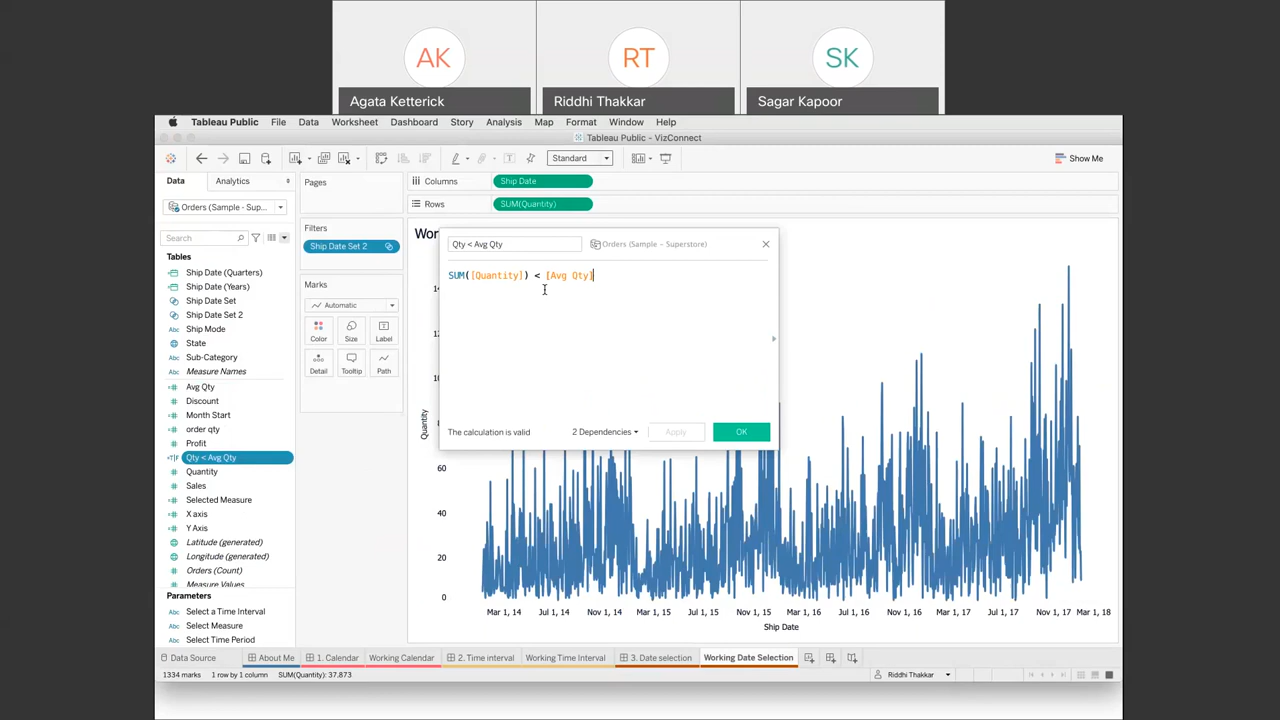 AK
RT
SK
Agata Ketterick
Riddhi Thakkar
Sagar Kapoor
Tableau Public File Data Worksheet Dashboard Story Analysis Map Format Window Help
Tableau Public - VizConnect
Standard
Show Me
Data Analytics
Pages
Columns
Ship Date
Orders (Sample - Sup...
Rows
SUM(Quantity)
Search
Filters
Ship Date Set 2
Wor
Tables
Ship Date (Quarters)
Ship Date (Years)
Ship Date Set
Ship Date Set 2
Abc Ship Mode
State
Abc Sub-Category
Abc Measure Names
Avg Qty
Discount
Month Start
order qty
Profit
T|F Qty < Avg Qty
Quantity
Sales
Selected Measure
X axis
Y Axis
Latitude (generated)
Longitude (generated)
Orders (Count)
Measure Values
Parameters
Abc Select a Time Interval
Abc Select Measure
Abc Select Time Period
Marks
Automatic
Color Size Label
Detail Tooltip Path
Qty < Avg Qty
Orders (Sample - Superstore)
SUM([Quantity]) < [Avg Qty]
The calculation is valid
2 Dependencies
Apply
OK
Quantity
60
40
20
0
Mar 1, 14 Jul 1, 14 Nov 1, 14 Mar 1, 15 Jul 1, 15 Nov 1, 15 Mar 1, 16 Jul 1, 16 Nov 1, 16 Mar 1, 17 Jul 1, 17 Nov 1, 17 Mar 1, 18
Ship Date
Data Source About Me 1. Calendar Working Calendar 2. Time interval Working Time Interval 3. Date selection Working Date Selection
1334 marks 1 row by 1 column SUM(Quantity): 37,873
Riddhi Thakkar